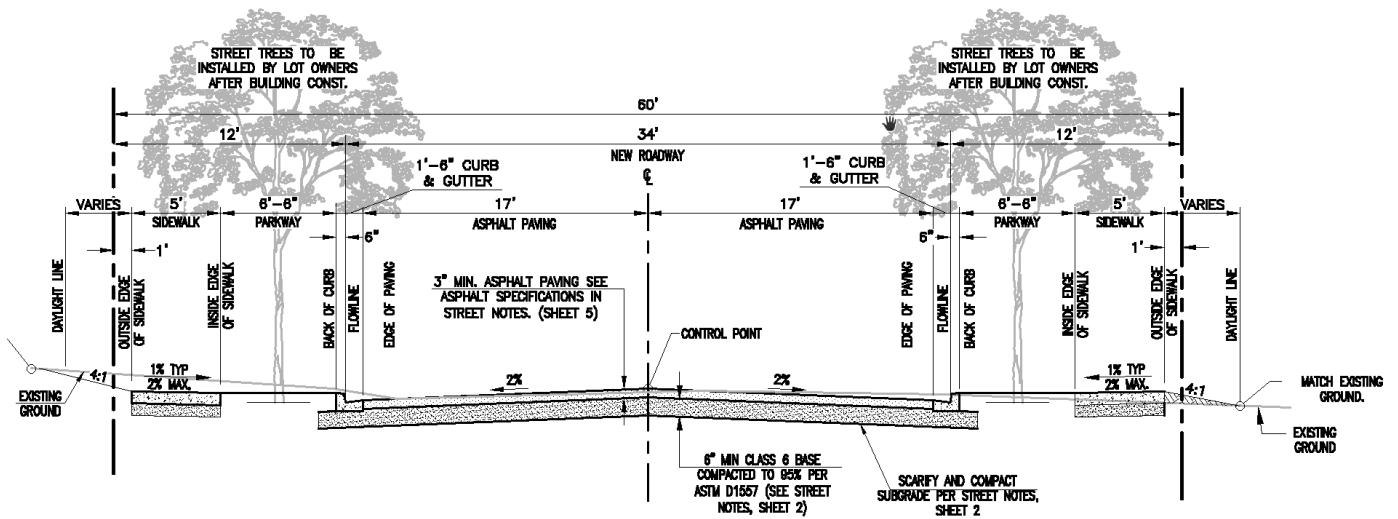 STREET TREES TO BE
INSTALLED BY LOT OWNERS
AFTER BUILDING CONST.
STREET TREES TO BE
INSTALLED BY LOT OWNERS
AFTER BUILDING CONST.
60'
12'
34'
12'
NEW ROADWAY
℄
1'-6" CURB
& GUTTER
1'-6" CURB
& GUTTER
VARIES
5'
6'-6"
17'
17'
6'-6"
5'
VARIES
SIDEWALK
PARKWAY
ASPHALT PAVING
ASPHALT PAVING
PARKWAY
SIDEWALK
1'
6"
6"
1'
DAYLIGHT LINE
OUTSIDE EDGE
OF SIDEWALK
INSIDE EDGE
OF SIDEWALK
BACK OF CURB
FLOWLINE
EDGE OF PAVING
3" MIN. ASPHALT PAVING SEE
ASPHALT SPECIFICATIONS IN
STREET NOTES. (SHEET 5)
CONTROL POINT
EDGE OF PAVING
FLOWLINE
BACK OF CURB
INSIDE EDGE
OF SIDEWALK
OUTSIDE EDGE
OF SIDEWALK
DAYLIGHT LINE
4:1
1% TYP
2% MAX.
2%
2%
1% TYP
2% MAX.
4:1
EXISTING
GROUND
MATCH EXISTING
GROUND.
EXISTING
GROUND
6" MIN CLASS 6 BASE
COMPACTED TO 95% PER
ASTM D1557 (SEE STREET
NOTES, SHEET 2)
SCARIFY AND COMPACT
SUBGRADE PER STREET NOTES,
SHEET 2